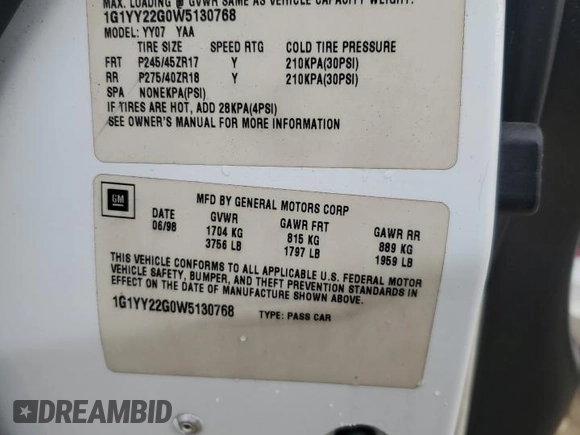 MAX. LOADING @ GVWR SAME AS VEHICLE CAPACITY WEIGHT.
1G1YY22G0W5130768
MODEL: YY07 YAA
TIRE SIZE SPEED RTG COLD TIRE PRESSURE
FRT P245/45ZR17 Y 210KPA(30PSI)
RR P275/40ZR18 Y 210KPA(30PSI)
SPA NONEKPA(PSI)
IF TIRES ARE HOT, ADD 28KPA(4PSI)
SEE OWNER'S MANUAL FOR MORE INFORMATION
GM
MFD BY GENERAL MOTORS CORP
DATE GVWR GAWR FRT GAWR RR
06/98 1704 KG 815 KG 889 KG
3756 LB 1797 LB 1959 LB
THIS VEHICLE CONFORMS TO ALL APPLICABLE U.S. FEDERAL MOTOR
VEHICLE SAFETY, BUMPER, AND THEFT PREVENTION STANDARDS IN
EFFECT ON THE DATE OF MANUFACTURE SHOWN ABOVE.
1G1YY22G0W5130768 TYPE: PASS CAR
DREAMBID